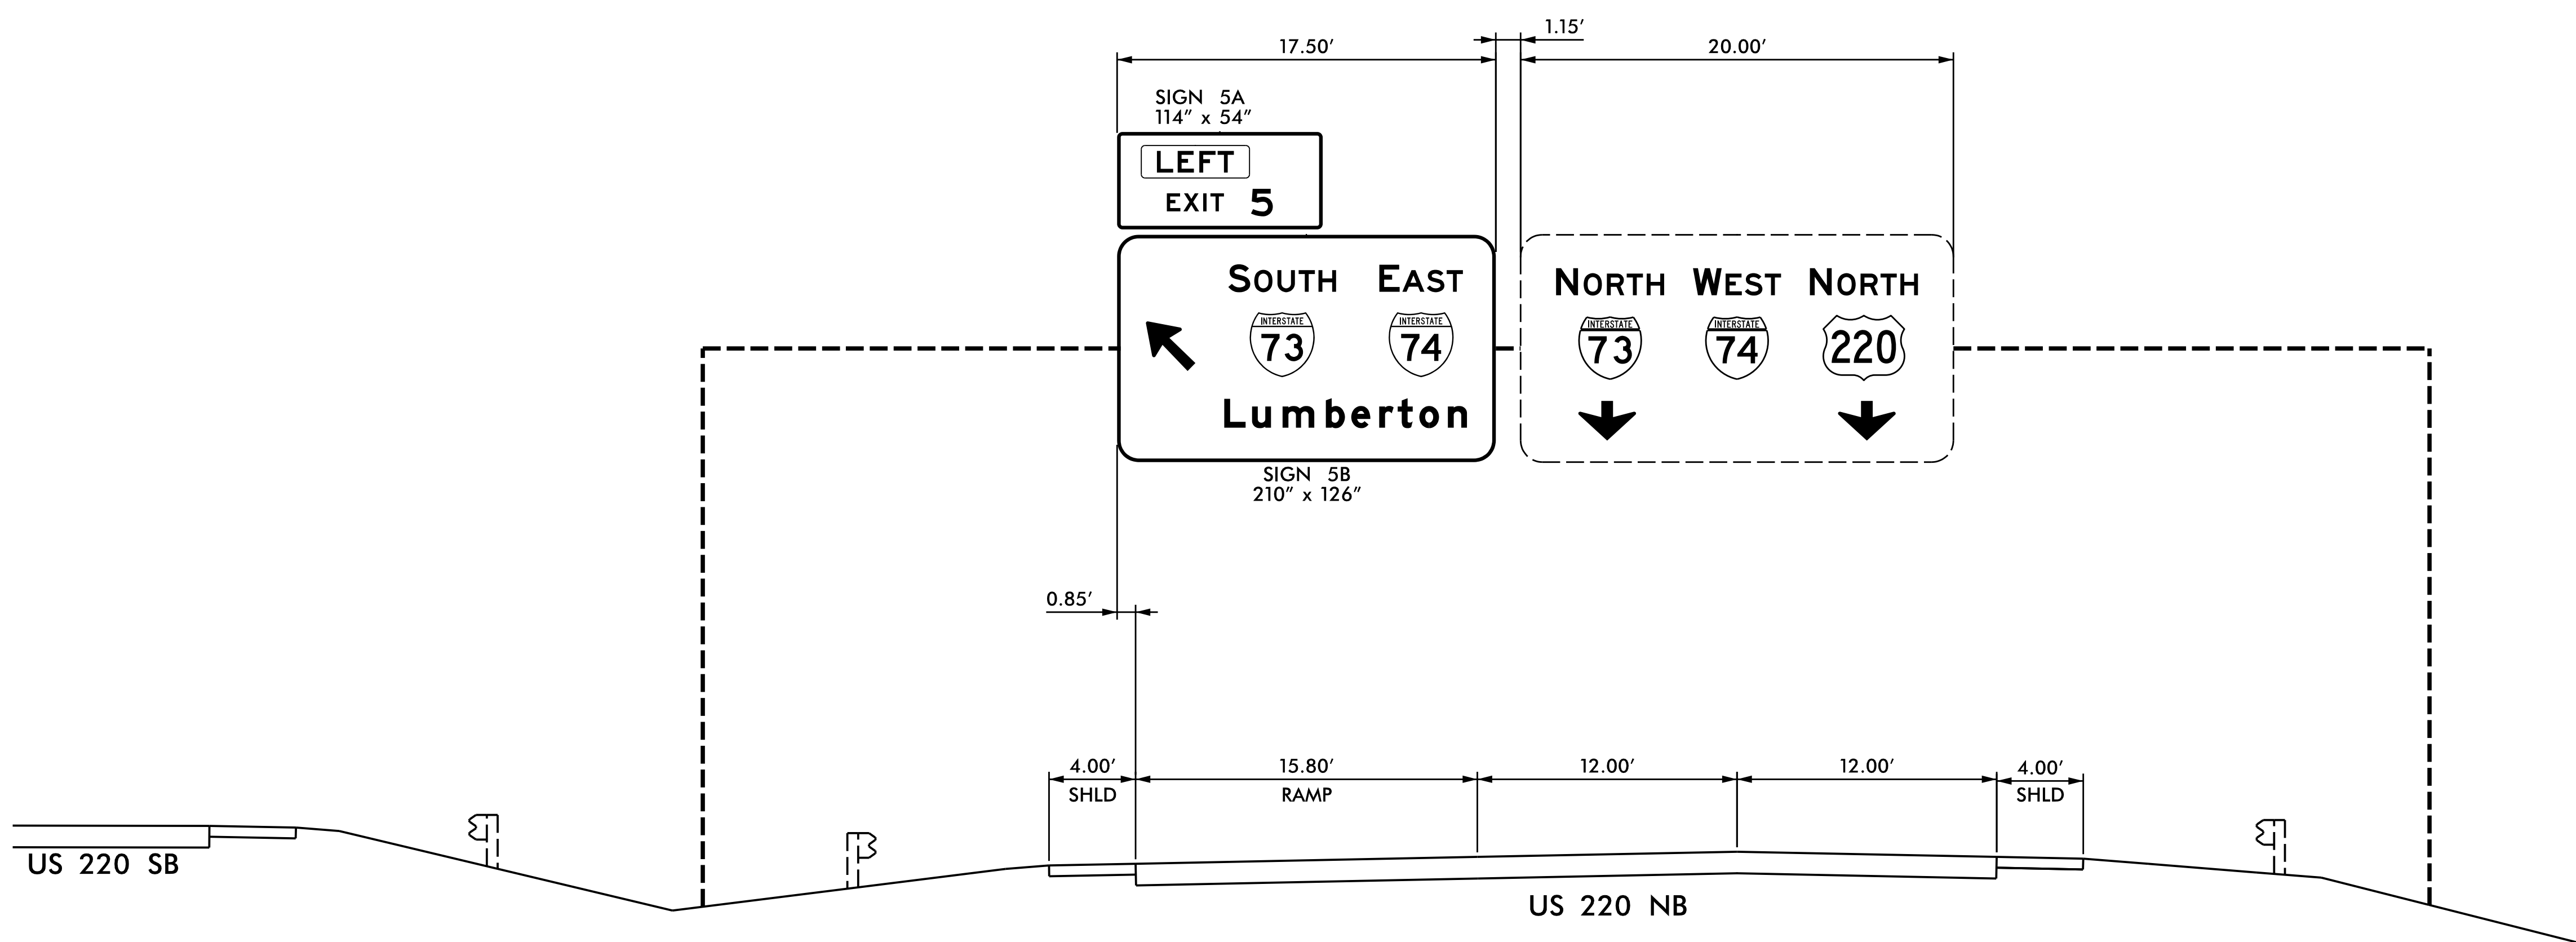 1.15'
17.50'
20.00'
SIGN 5A
114" x 54"
LEFT
EXIT 5
SOUTH EAST
INTERSTATE INTERSTATE
73 74
Lumberton
NORTH WEST NORTH
INTERSTATE INTERSTATE
73 74 220
SIGN 5B
210" x 126"
0.85'
4.00' 15.80' 12.00' 12.00' 4.00'
SHLD RAMP SHLD
US 220 SB
US 220 NB